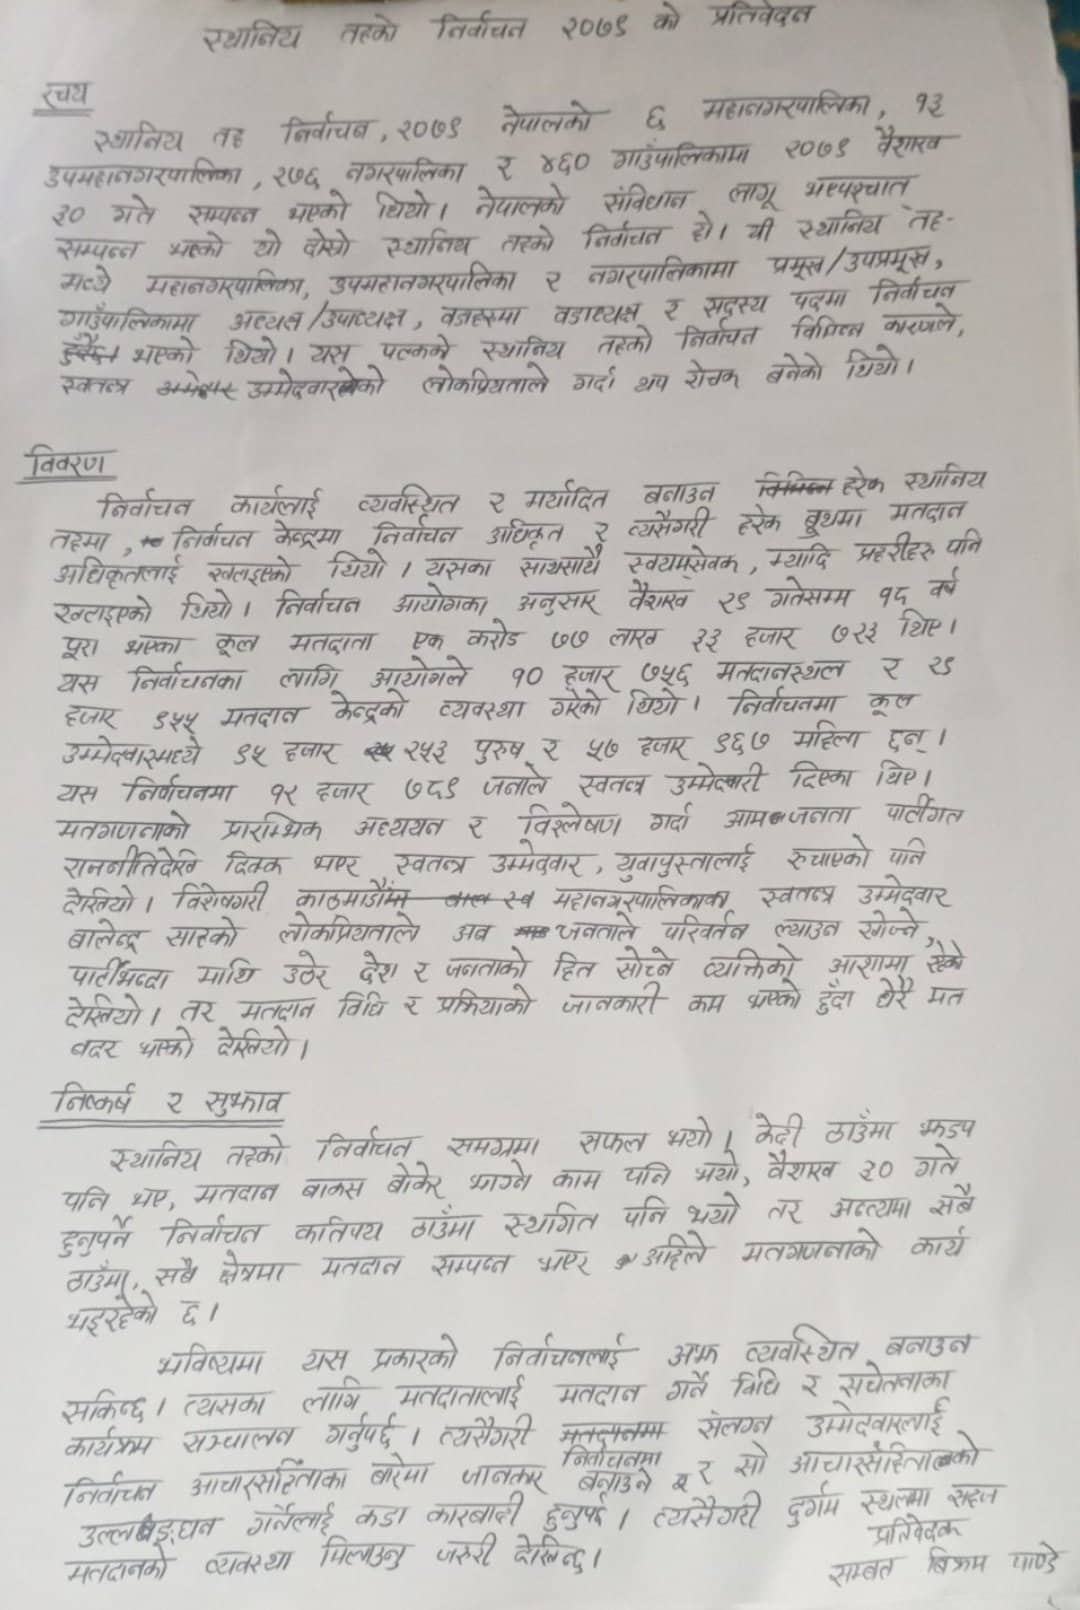 स्थानिय तहको निर्वाचन २०७९ को प्रतिवेदन
स्थानिय तह निर्वाचन, २०७९ नेपालको ६ महानगरपालिका, ११
उपमहानगरपालिका, २७६ नगरपालिका र ४६० गाउँपालिकामा २०७९ वैशाख
३० गते सम्पन्न भएको थियो। नेपालको संविधान लागू भएपश्चात्
सम्पन्न भएको यो दोस्रो स्थानिय तहको निर्वाचन हो। यी स्थानिय तह-
मध्ये महानगरपालिका, उपमहानगरपालिका र नगरपालिकामा प्रमूख/उपप्रमूख,
गाउँपालिकामा अध्यक्ष/उपाध्यक्ष, वडाहरूमा वडाध्यक्ष र सदस्य पदमा निर्वाचन
भएको थियो। यस पल्कको स्थानिय तहको निर्वाचन विभिन्न कारणले,
स्वतन्त्र उम्मेदवारको लोकप्रियताले गर्दा थप रोचक बनेको थियो।
विवरण
निर्वाचन कार्यलाई व्यवस्थित र मर्यादित बनाउन हरेक स्थानिय
तहमा, निर्वाचन केन्द्रमा निर्वाचन अधिकृत र त्यसैगरी हरेक बूथमा मतदान
अधिकृतलाई खटाइएको थियो। यसका साथसाथै स्वयम्सेवक, म्यादि प्रहरीहरु पनि
खटाइएको थियो। निर्वाचन आयोगका अनुसार वैशाख २९ गतेसम्म १८ वर्ष
पूरा भएका कूल मतदाता एक करोड ७७ लाख ३३ हजार ७२३ थिए।
यस निर्वाचनका लागि आयोगले १० हजार ७५६ मतदानस्थल र २१
हजार ९५५ मतदान केन्द्रको व्यवस्था गरेको थियो। निर्वाचनमा कूल
उम्मेदवारमध्ये ९५ हजार २५३ पुरुष र ५७ हजार ९६७ महिला छन्।
यस निर्वाचनमा १२ हजार ७८९ जनाले स्वतन्त्र उम्मेदवारी दिएका थिए।
मतगणनाको प्रारम्भिक अध्ययन र विश्लेषण गर्दा आम जनता पार्टीगत
राजनीतिदेखि दिक्क भएर स्वतन्त्र उम्मेदवार, युवापुस्तालाई रुचाएको पनि
देखियो। विशेषगरी काठमाडौंमा महानगरपालिकाका स्वतन्त्र उम्मेदवार
बालेन्द्र साहको लोकप्रियताले अब जनताले परिवर्तन ल्याउन खोज्ने,
पार्टीभन्दा माथि उठेर देश र जनताको हित सोच्ने व्यक्तिको आशामा रहेको
देखियो। तर मतदान विधि र प्रक्रियाको जानकारी कम भएको हुँदा धेरै मत
बदर भएको देखियो।
निष्कर्ष र सुझाव
स्थानिय तहको निर्वाचन समग्रमा सफल भयो। केही ठाउँमा झडप
पनि भए, मतदान बाकस बोकेर भाग्ने काम पनि भयो, वैशाख ३० गते
हुनुपर्ने निर्वाचन कतिपय ठाउँमा स्थगित पनि भयो तर अन्त्यमा सबै
ठाउँमा, सबै क्षेत्रमा मतदान सम्पन्न भएर अहिले मतगणनाको कार्य
भइरहेको छ।
भविष्यमा यस प्रकारको निर्वाचनलाई अझ व्यवस्थित बनाउन
सकिन्छ। त्यसका लागि मतदातालाई मतदान गर्ने विधि र सचेतनाका
कार्यक्रम सञ्चालन गर्नुपर्छ। त्यसैगरी निर्वाचनमा संलग्न उम्मेदवारलाई
निर्वाचन आचारसंहिताका बारेमा जानकार बनाउने र सो आचारसंहिताको
उल्लङ्घन गर्नेलाई कडा कारबाही हुनुपर्छ। त्यसैगरी दुर्गम स्थलमा सहज
मतदानको व्यवस्था मिलाउनु जरुरी देखिन्छ।
प्रतिवेदक
सम्बत बिक्रम पाण्डे